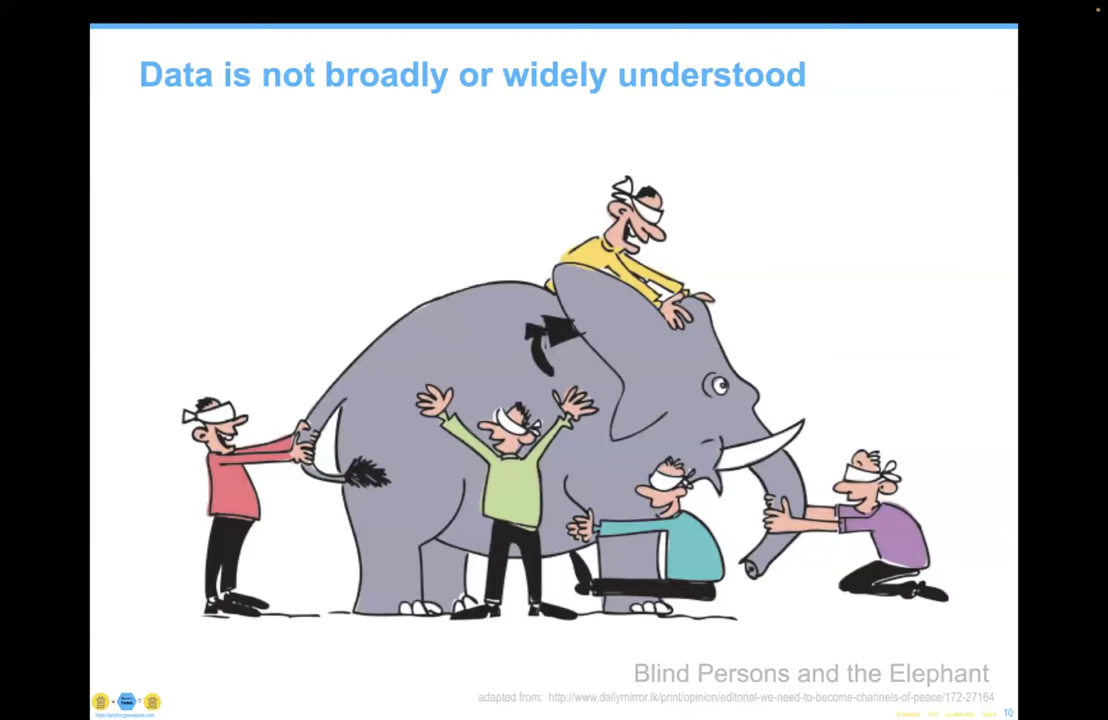 Data is not broadly or widely understood
Blind Persons and the Elephant
adapted from: http://www.dailymirror.lk/print/opinion/editorial-we-need-to-become-channels-of-peace/172-27164
10